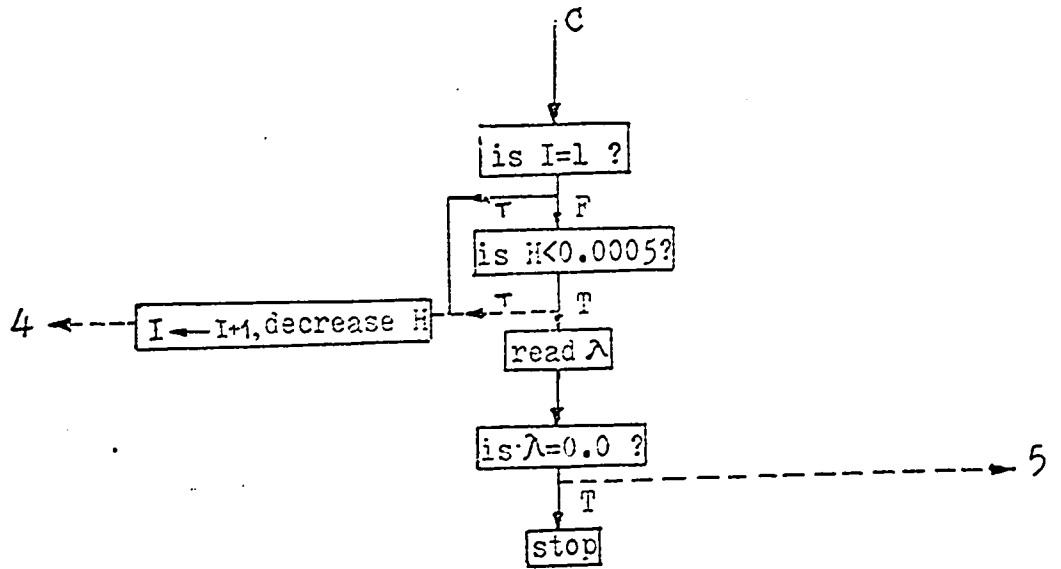 C
is I=1 ?
T F
is H<0.0005?
4 I ← I+1, decrease H T T
read λ
is λ=0.0 ?
5
T
stop